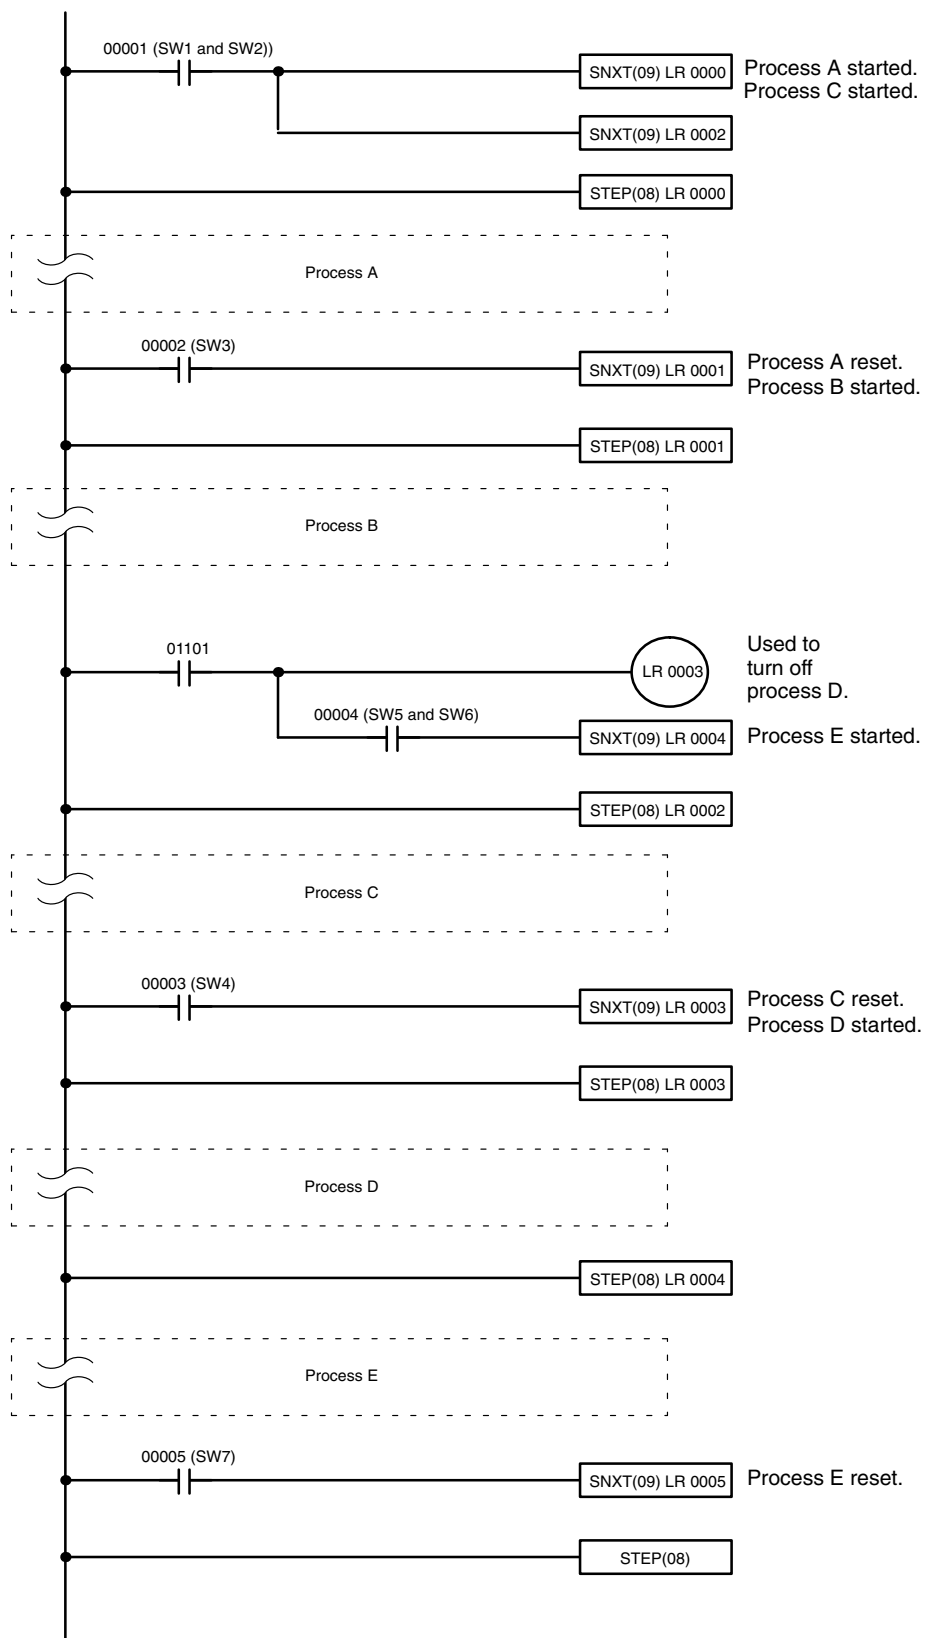 00001 (SW1 and SW2))
SNXT(09) LR 0000
Process A started.
Process C started.
SNXT(09) LR 0002
STEP(08) LR 0000
Process A
00002 (SW3)
SNXT(09) LR 0001
Process A reset.
Process B started.
STEP(08) LR 0001
Process B
01101
LR 0003
Used to
turn off
process D.
00004 (SW5 and SW6)
SNXT(09) LR 0004
Process E started.
STEP(08) LR 0002
Process C
00003 (SW4)
SNXT(09) LR 0003
Process C reset.
Process D started.
STEP(08) LR 0003
Process D
STEP(08) LR 0004
Process E
00005 (SW7)
SNXT(09) LR 0005
Process E reset.
STEP(08)